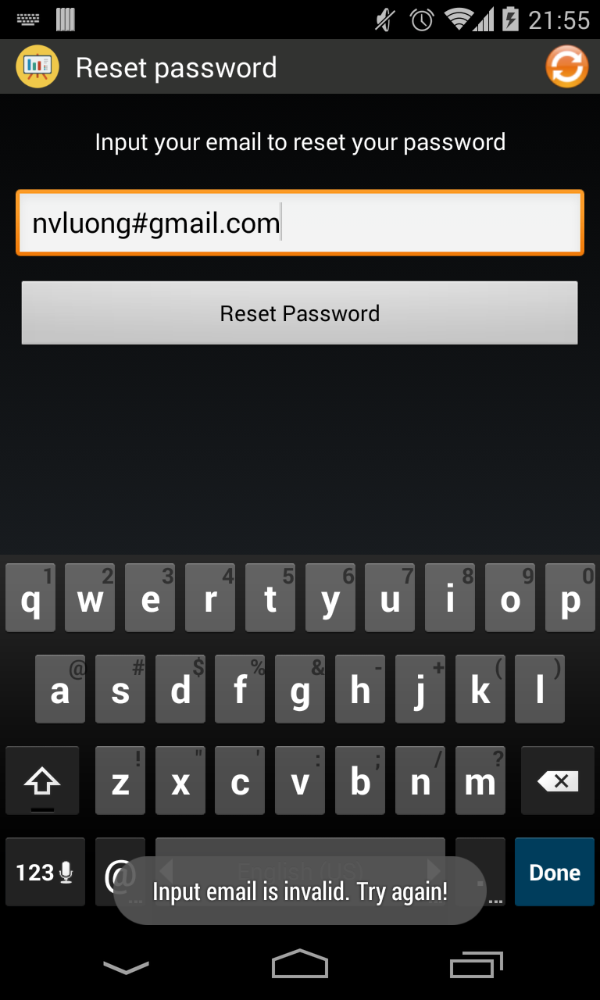 21:55
Reset password
Input your email to reset your password
nvluong#gmail.com
Reset Password
1 2 3 4 5 6 7 8 9 0
q w e r t y u i o p
@ # $ % & - + ( )
a s d f g h j k l
! " ' : ; / ?
z x c v b n m
123 @ ... English (US) . ... Done
Input email is invalid. Try again!